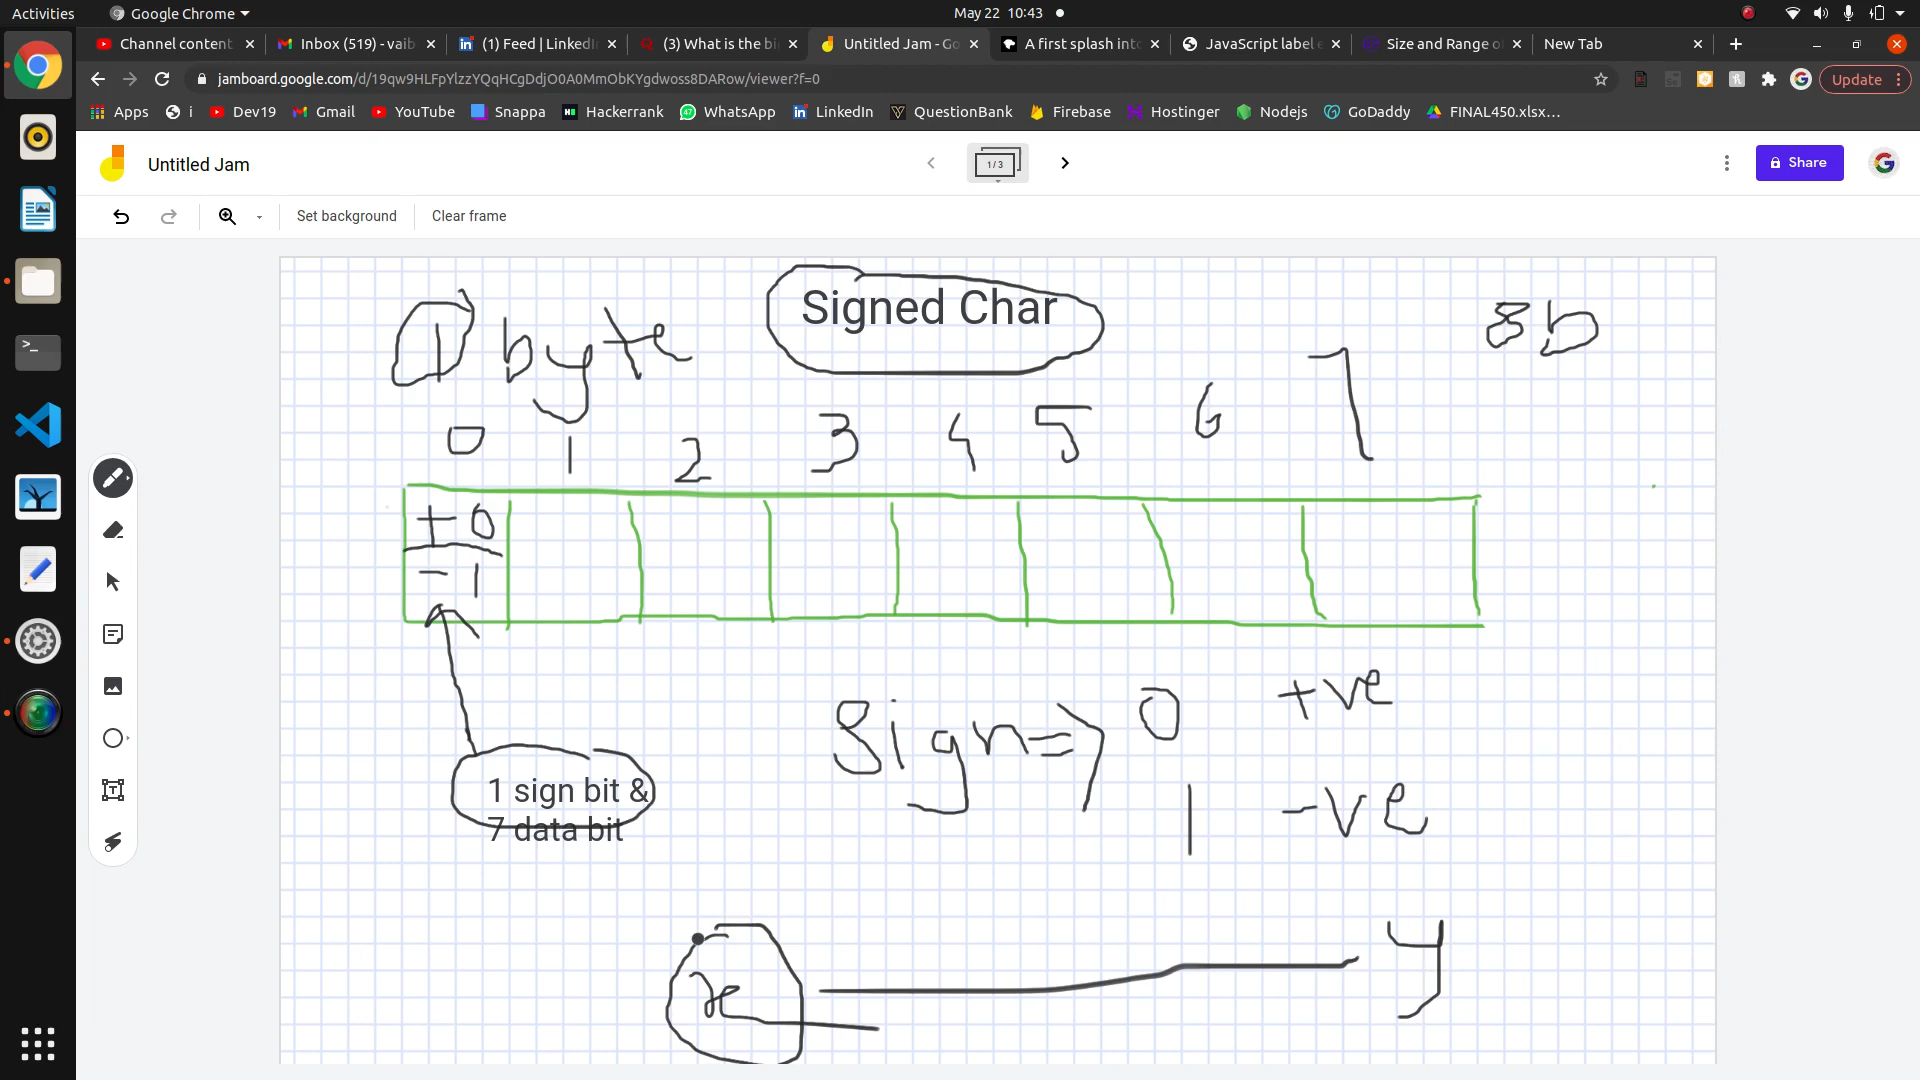 Activities
Google Chrome
May 22 10:43
Channel content
Inbox (519) - vaib
(1) Feed | LinkedIn
(3) What is the bi
Untitled Jam - Go
A first splash into
JavaScript label e
Size and Range o
New Tab
jamboard.google.com/d/19qw9HLFpYlzzYQqHCgDdjO0A0MmObKYgdwoss8DARow/viewer?f=0
Update
Apps
i
Dev19
Gmail
YouTube
Snappa
Hackerrank
WhatsApp
LinkedIn
QuestionBank
Firebase
Hostinger
Nodejs
GoDaddy
FINAL450.xlsx...
Untitled Jam
1 / 3
Share
Set background
Clear frame
Signed Char
1 byte
8b
0 1 2 3 4 5 6 7
+ 0
- 1
Sign => 0 +ve
1 -ve
1 sign bit &
7 data bit
x
y